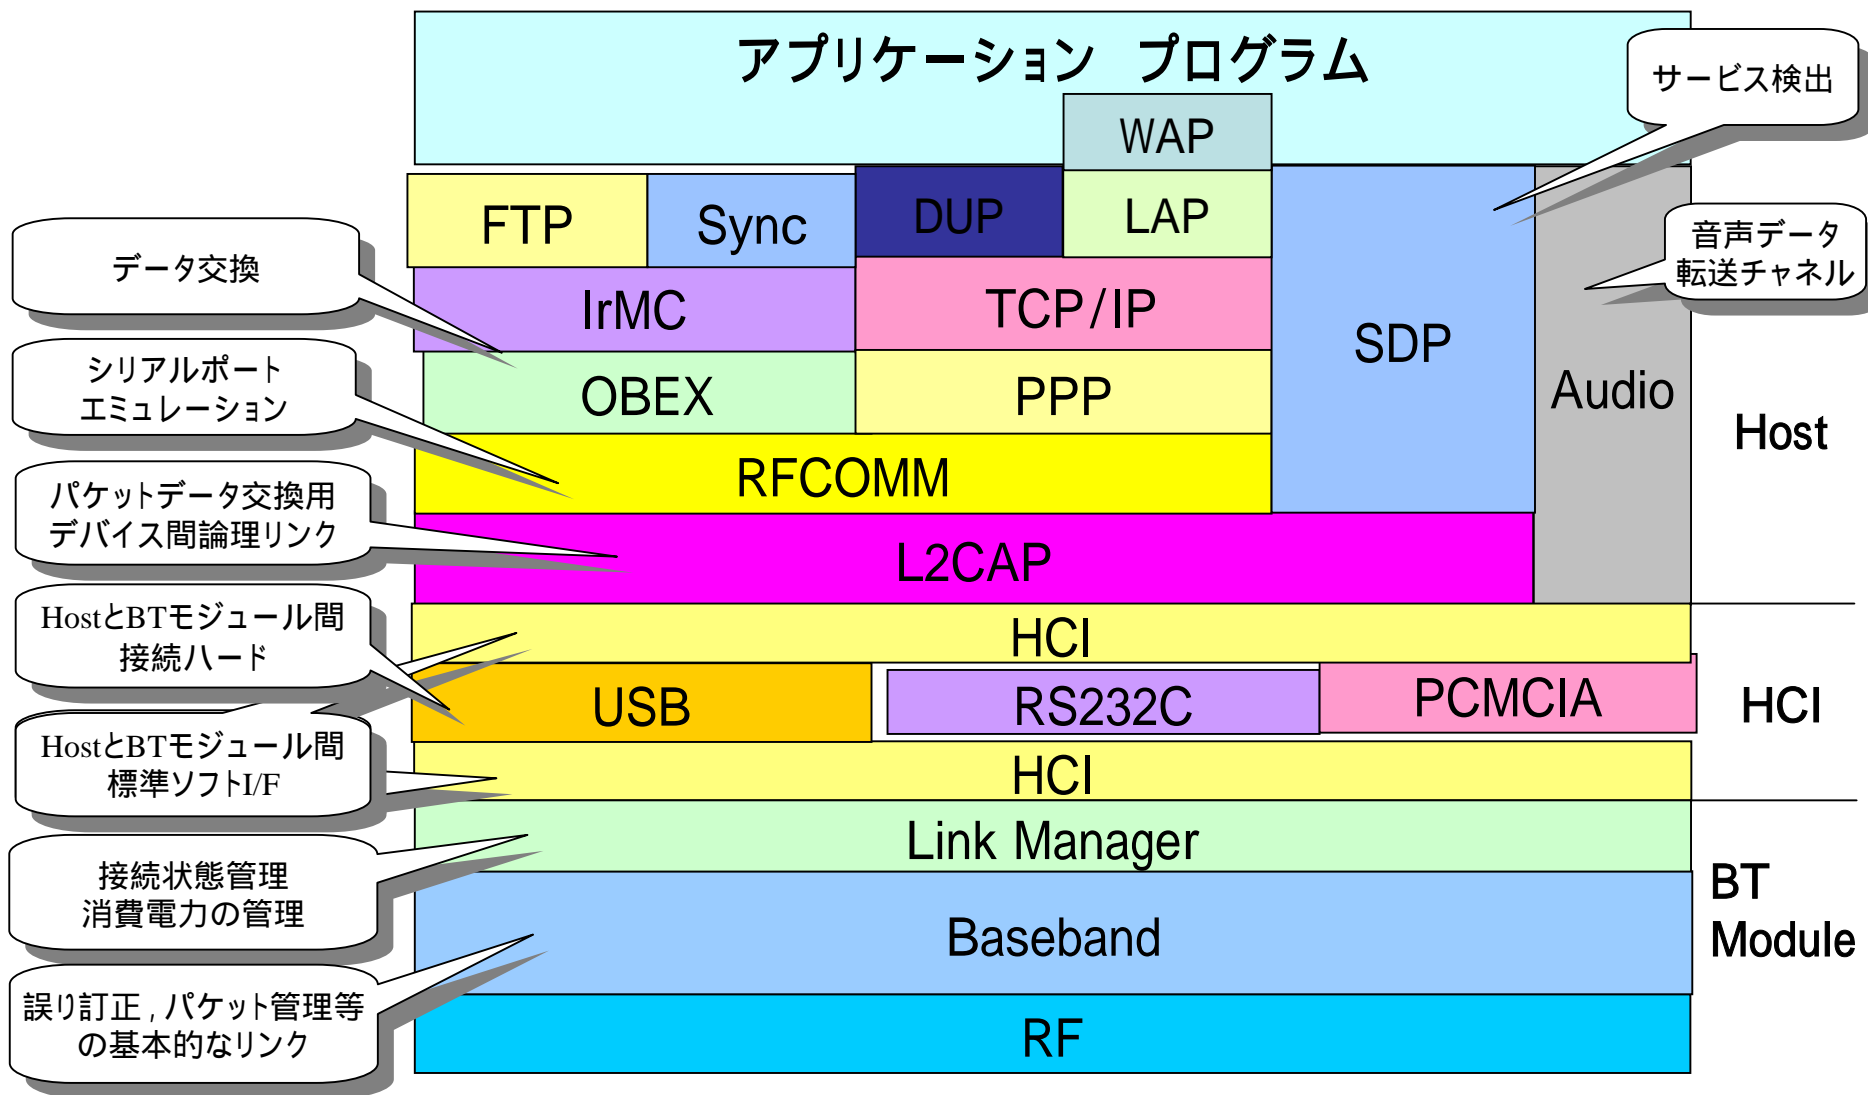 アプリケーション プログラム
サービス検出
WAP
FTP
Sync
DUP
LAP
音声データ
転送チャネル
データ交換
IrMC
TCP/IP
SDP
シリアルポート
エミュレーション
OBEX
PPP
Audio
Host
RFCOMM
パケットデータ交換用
デバイス間論理リンク
L2CAP
HostとBTモジュール間
接続ハード
HCI
USB
RS232C
PCMCIA
HCI
HostとBTモジュール間
標準ソフトI/F
HCI
Link Manager
接続状態管理
消費電力の管理
BT
Module
Baseband
誤り訂正,パケット管理等
の基本的なリンク
RF